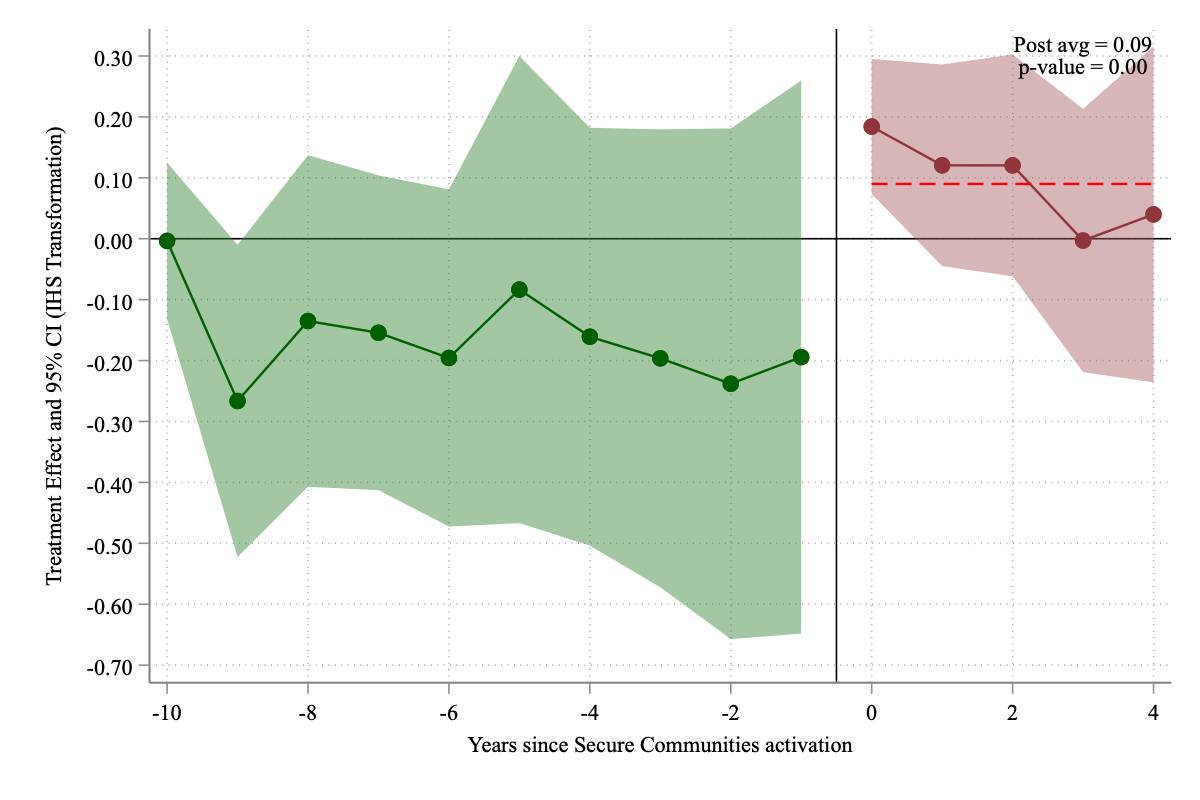 Post avg = 0.09
p-value = 0.00
Treatment Effect and 95% CI (IHS Transformation)
0.30
0.20
0.10
0.00
-0.10
-0.20
-0.30
-0.40
-0.50
-0.60
-0.70
-10 -8 -6 -4 -2 0 2 4
Years since Secure Communities activation